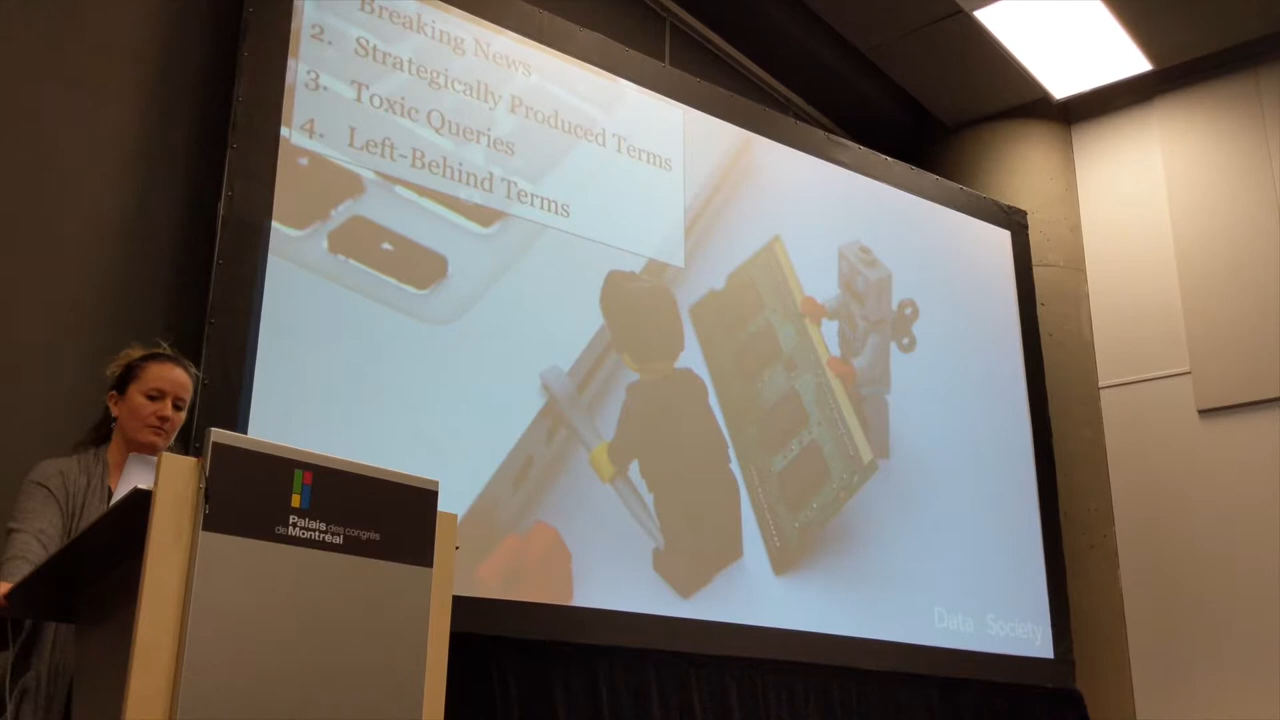 Breaking News
2. Strategically Produced Terms
3. Toxic Queries
4. Left-Behind Terms
Palais des congrès
de Montréal
Data Society